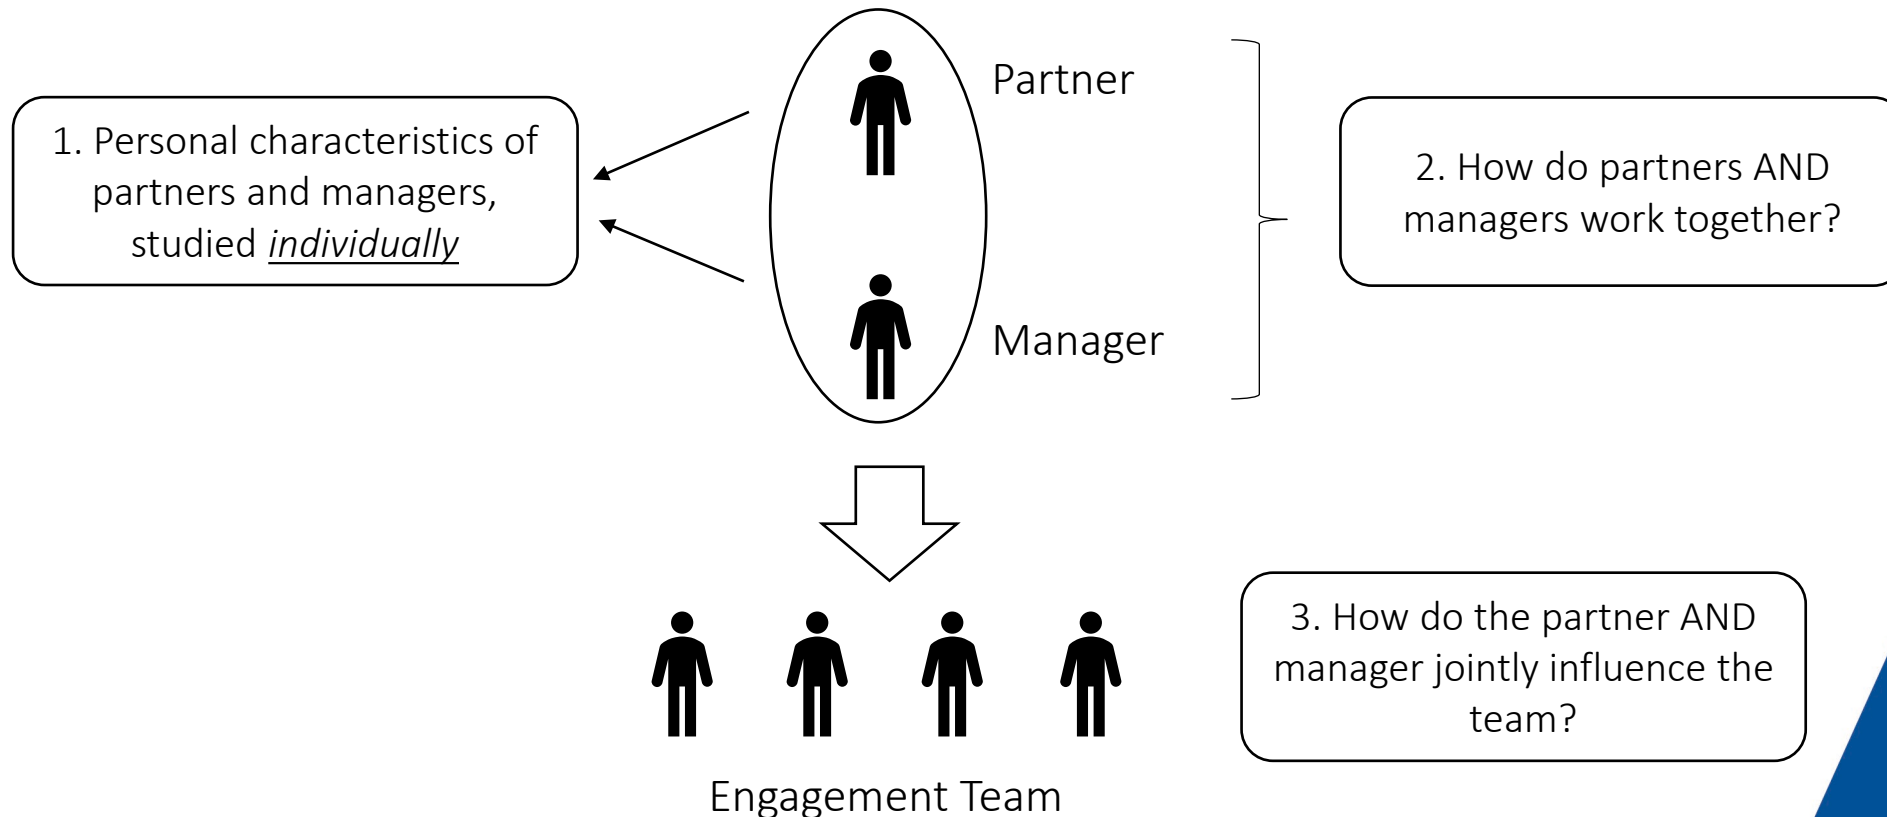 Partner
1. Personal characteristics of
partners and managers,
studied individually
2. How do partners AND
managers work together?
Manager
3. How do the partner AND
manager jointly influence the
team?
Engagement Team